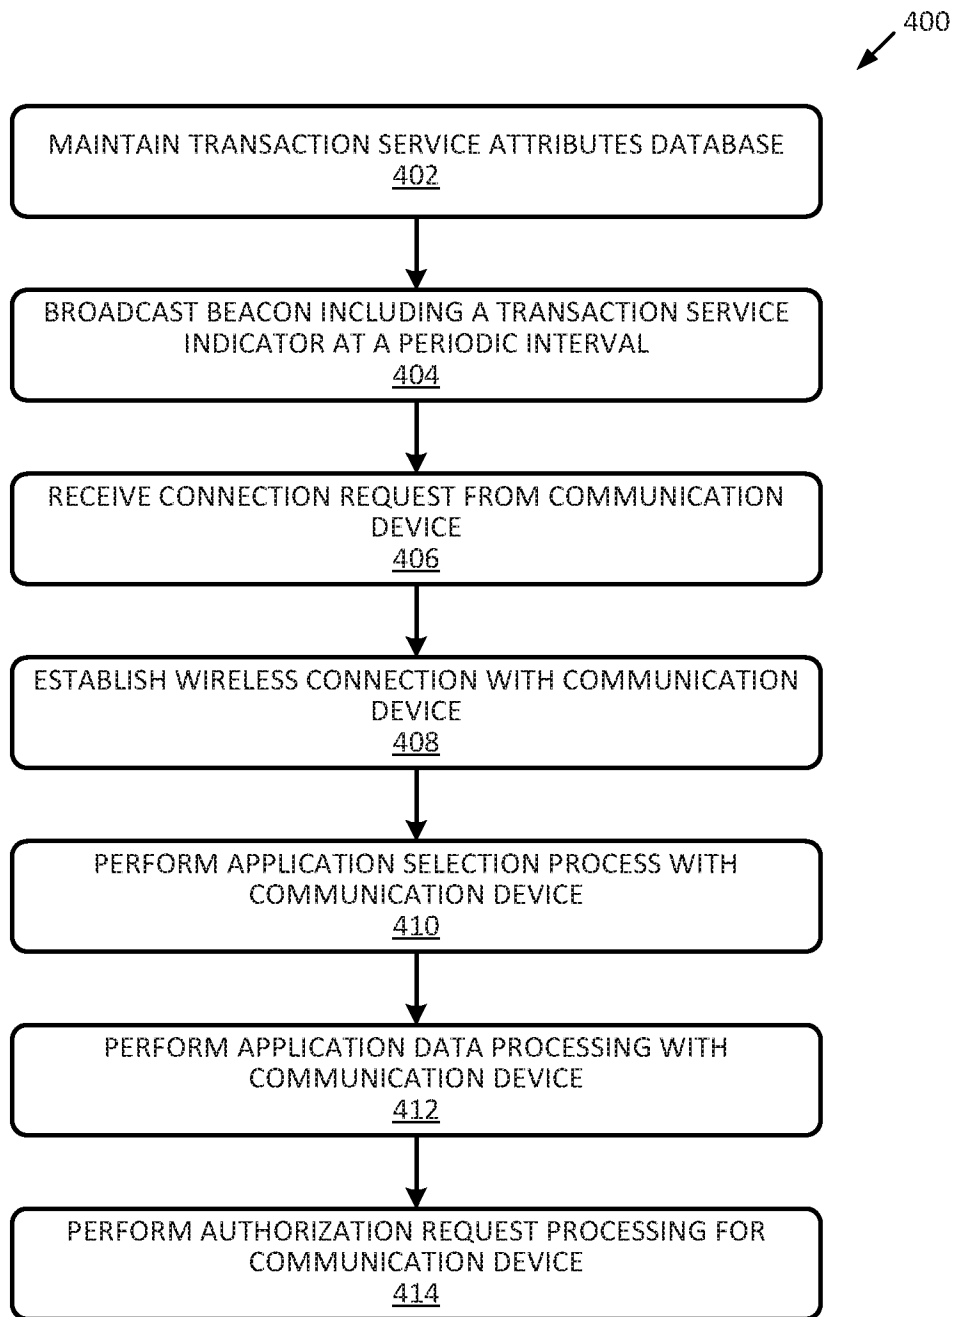 400
MAINTAIN TRANSACTION SERVICE ATTRIBUTES DATABASE
402
BROADCAST BEACON INCLUDING A TRANSACTION SERVICE
INDICATOR AT A PERIODIC INTERVAL
404
RECEIVE CONNECTION REQUEST FROM COMMUNICATION
DEVICE
406
ESTABLISH WIRELESS CONNECTION WITH COMMUNICATION
DEVICE
408
PERFORM APPLICATION SELECTION PROCESS WITH
COMMUNICATION DEVICE
410
PERFORM APPLICATION DATA PROCESSING WITH
COMMUNICATION DEVICE
412
PERFORM AUTHORIZATION REQUEST PROCESSING FOR
COMMUNICATION DEVICE
414